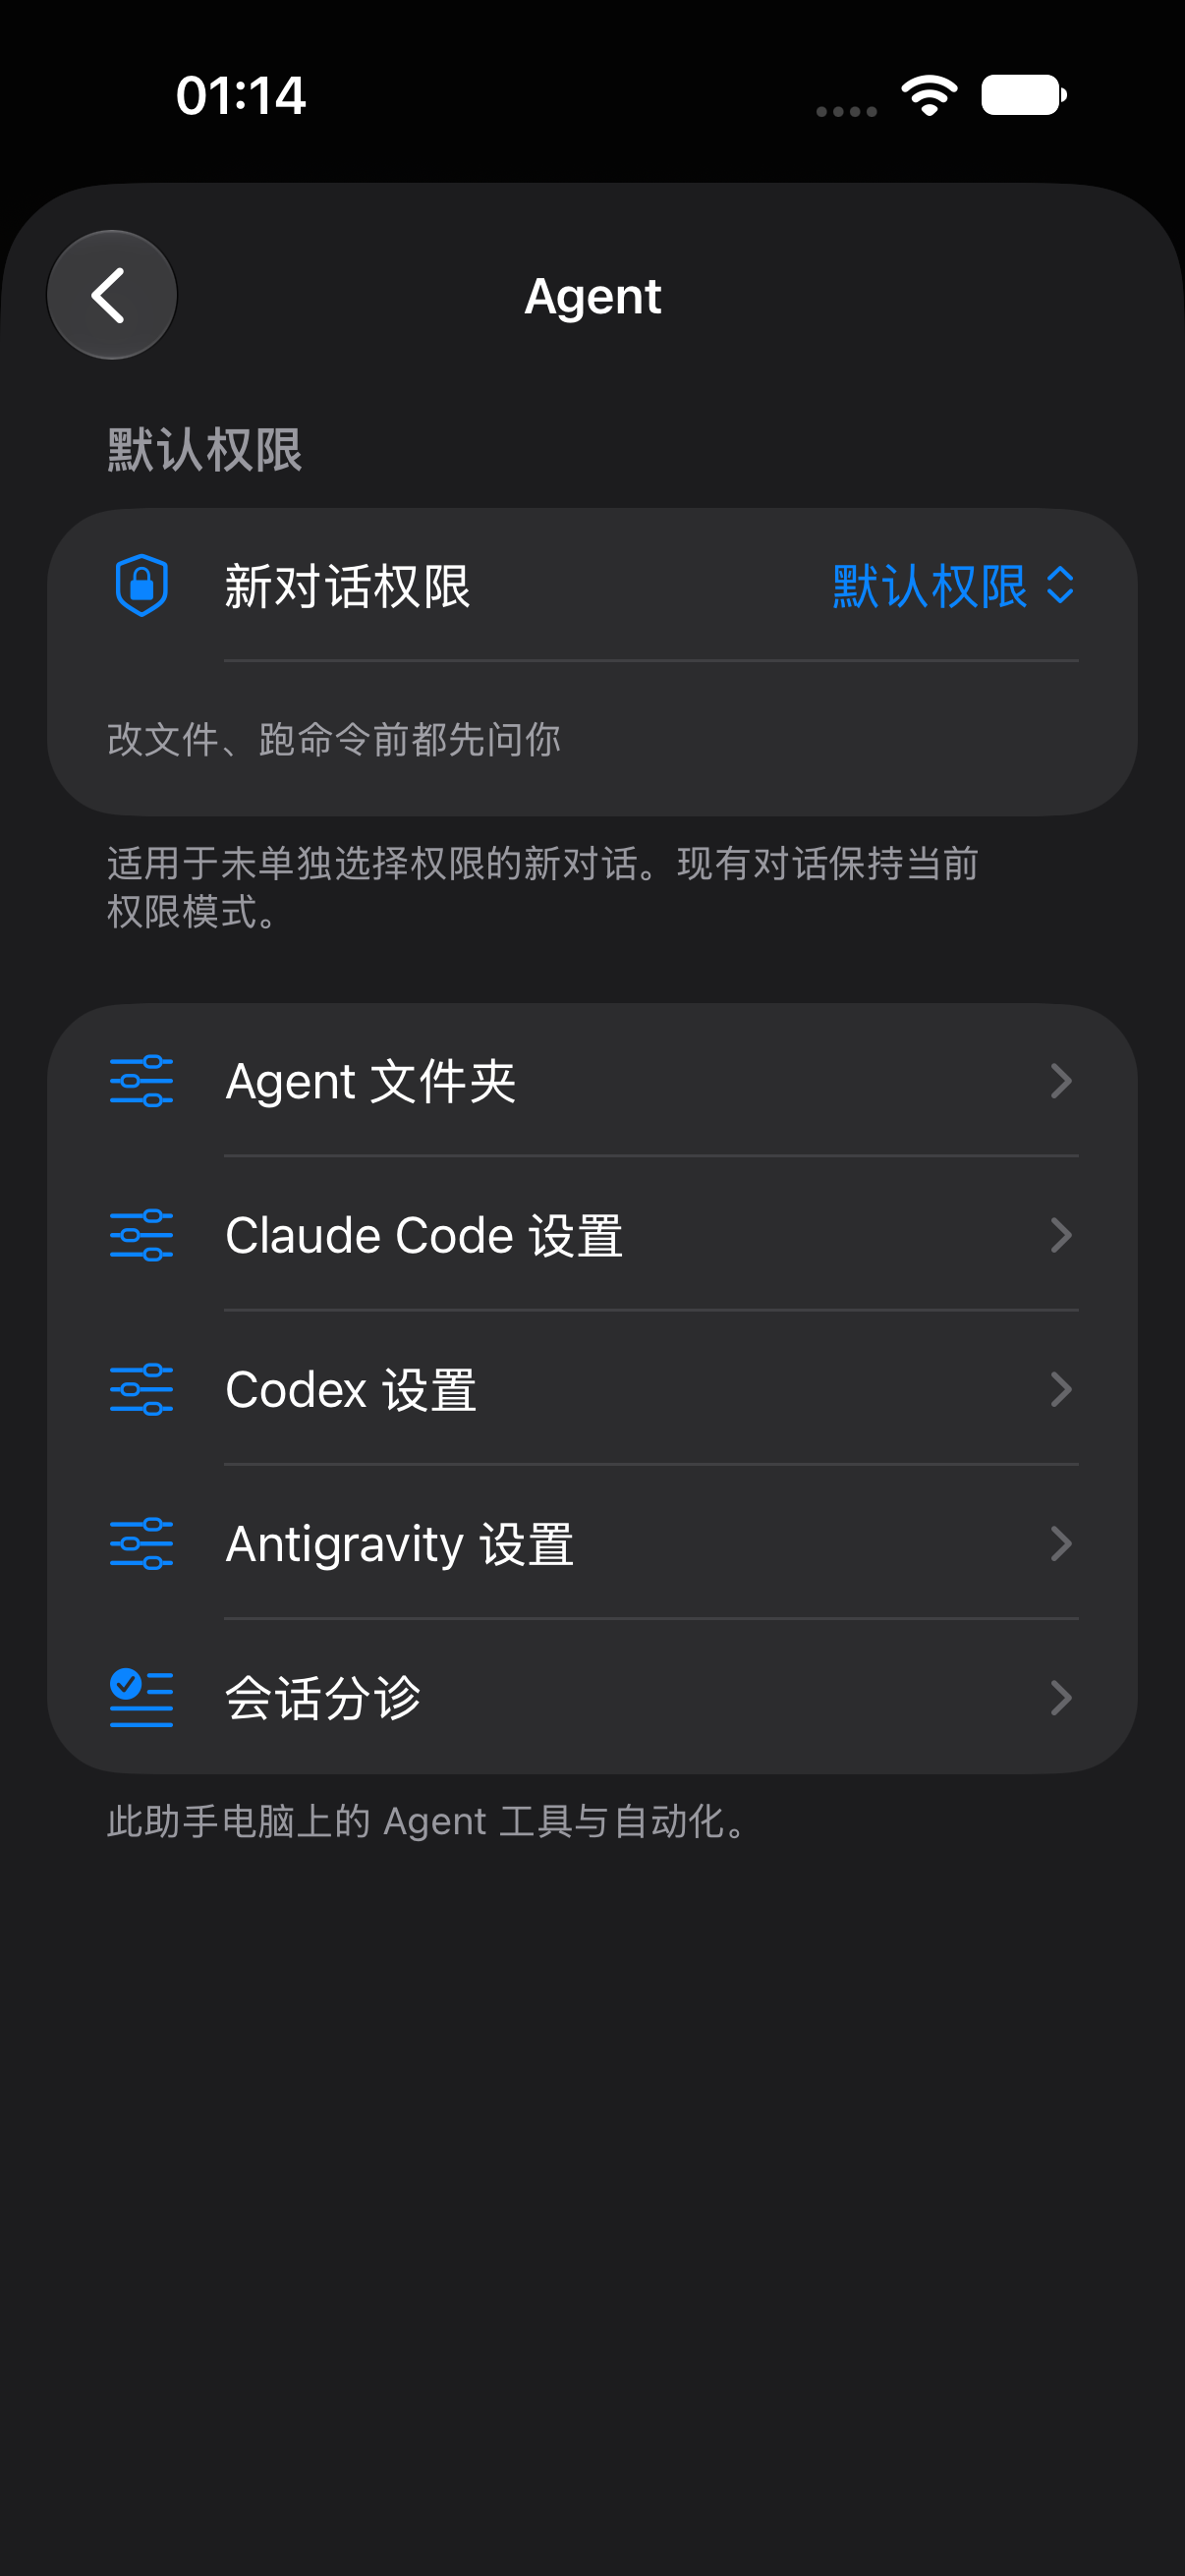 01:14
Agent
默认权限
新对话权限
默认权限
改文件、跑命令前都先问你
适用于未单独选择权限的新对话。现有对话保持当前
权限模式。
Agent 文件夹
Claude Code 设置
Codex 设置
Antigravity 设置
会话分诊
此助手电脑上的 Agent 工具与自动化。